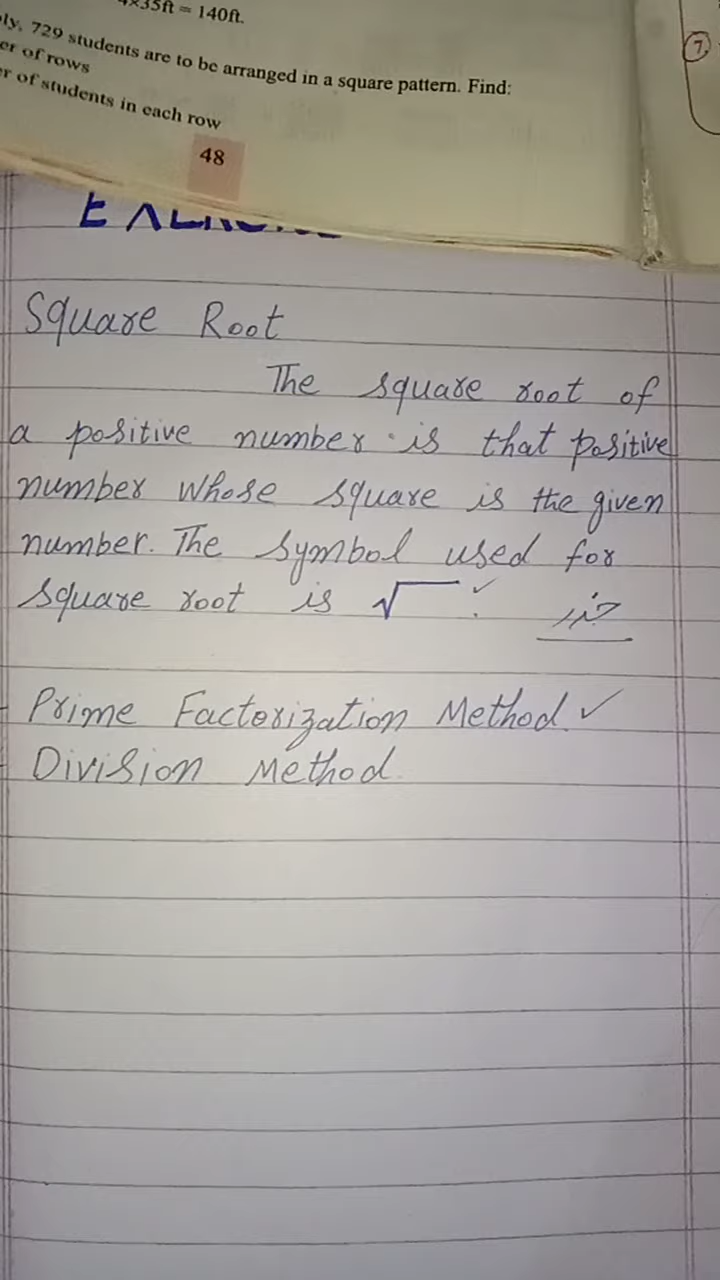 ×35ft = 140ft.
729 students are to be arranged in a square pattern. Find:
of rows
of students in each row
48
7
Square Root
The square root of
a positive number is that positive
number whose square is the given
number. The symbol used for
square root is √ جذر
Prime Factorization Method ✓
Division Method